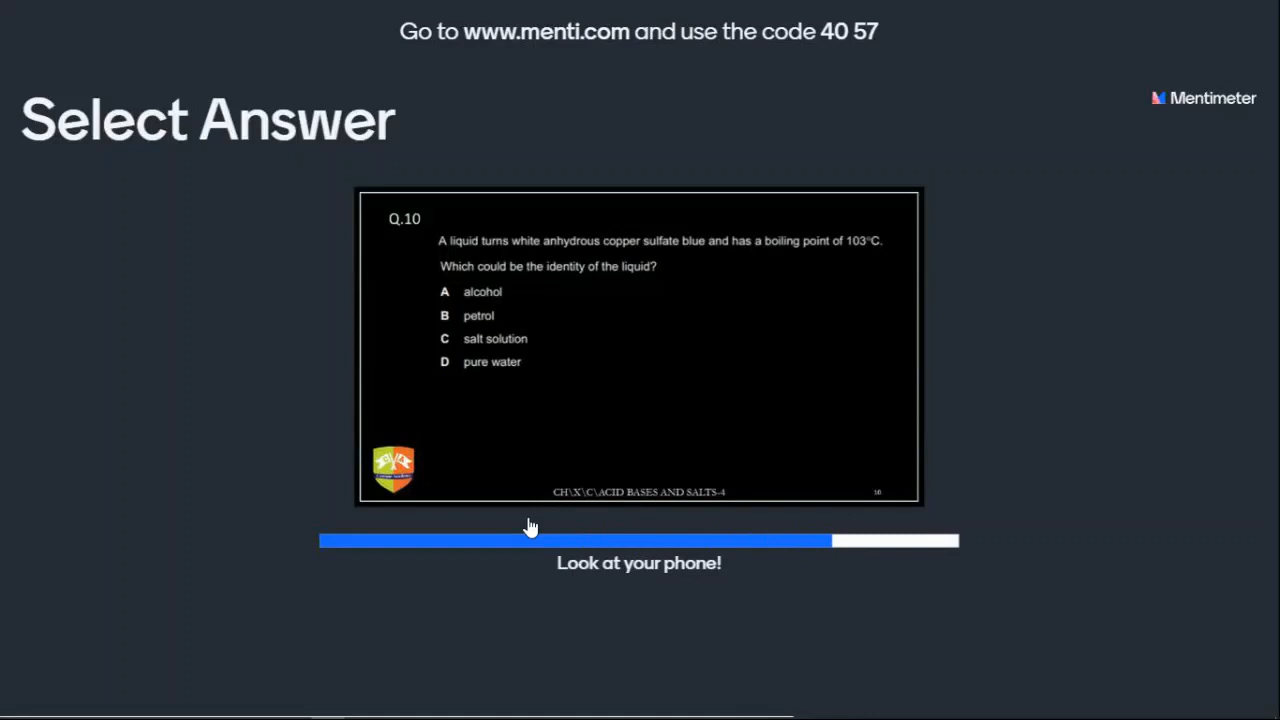 Go to www.menti.com and use the code 40 57
Mentimeter
Select Answer
Q.10
A liquid turns white anhydrous copper sulfate blue and has a boiling point of 103°C.
Which could be the identity of the liquid?
A alcohol
B petrol
C salt solution
D pure water
CH\X\C\ACID BASES AND SALTS-4
10
Look at your phone!